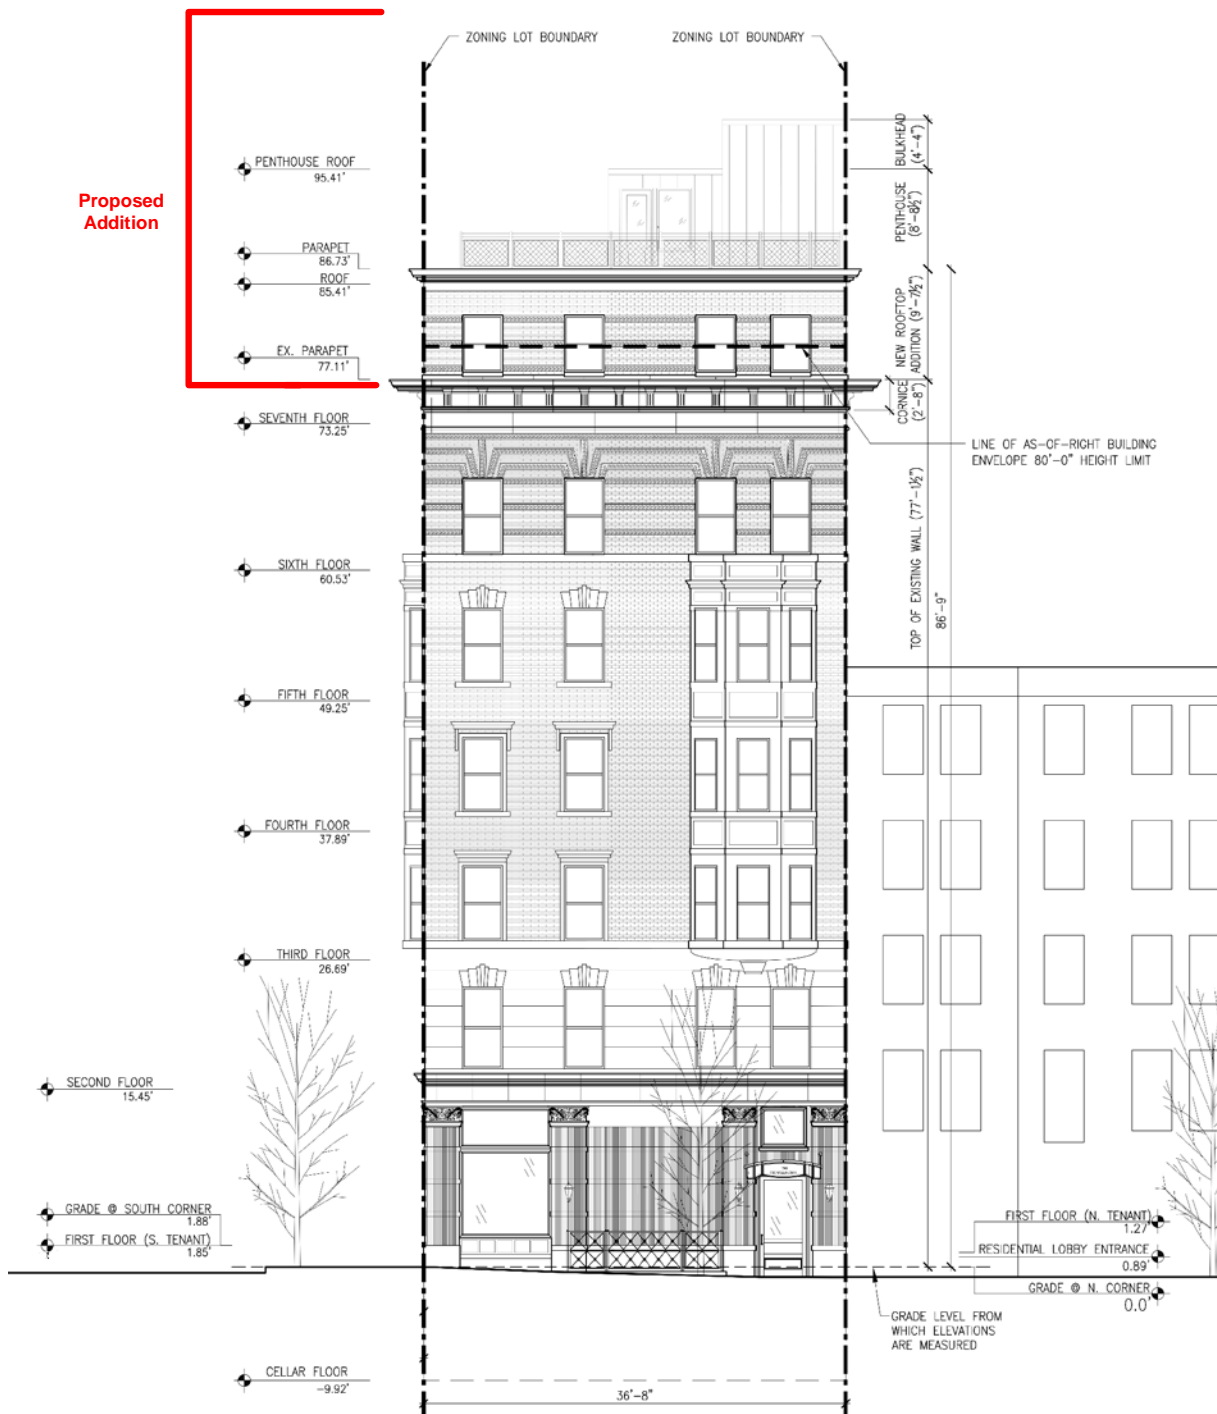 ZONING LOT BOUNDARY
ZONING LOT BOUNDARY
Proposed
Addition
PENTHOUSE ROOF
95.41'
PARAPET
86.73'
ROOF
85.41'
EX. PARAPET
77.11'
SEVENTH FLOOR
73.25'
SIXTH FLOOR
60.53'
FIFTH FLOOR
49.25'
FOURTH FLOOR
37.89'
THIRD FLOOR
26.69'
SECOND FLOOR
15.45'
GRADE @ SOUTH CORNER
1.88'
FIRST FLOOR (S. TENANT)
1.85'
CELLAR FLOOR
-9.92'
BULKHEAD
(4'-4")
PENTHOUSE
(8'-8½")
NEW ROOFTOP
ADDITION (9'-7½")
CORNICE
(2'-8")
TOP OF EXISTING WALL (77'-1½")
86'-9"
LINE OF AS-OF-RIGHT BUILDING
ENVELOPE 80'-0" HEIGHT LIMIT
FIRST FLOOR (N. TENANT)
1.27'
RESIDENTIAL LOBBY ENTRANCE
0.89'
GRADE @ N. CORNER
0.0'
GRADE LEVEL FROM
WHICH ELEVATIONS
ARE MEASURED
36'-8"